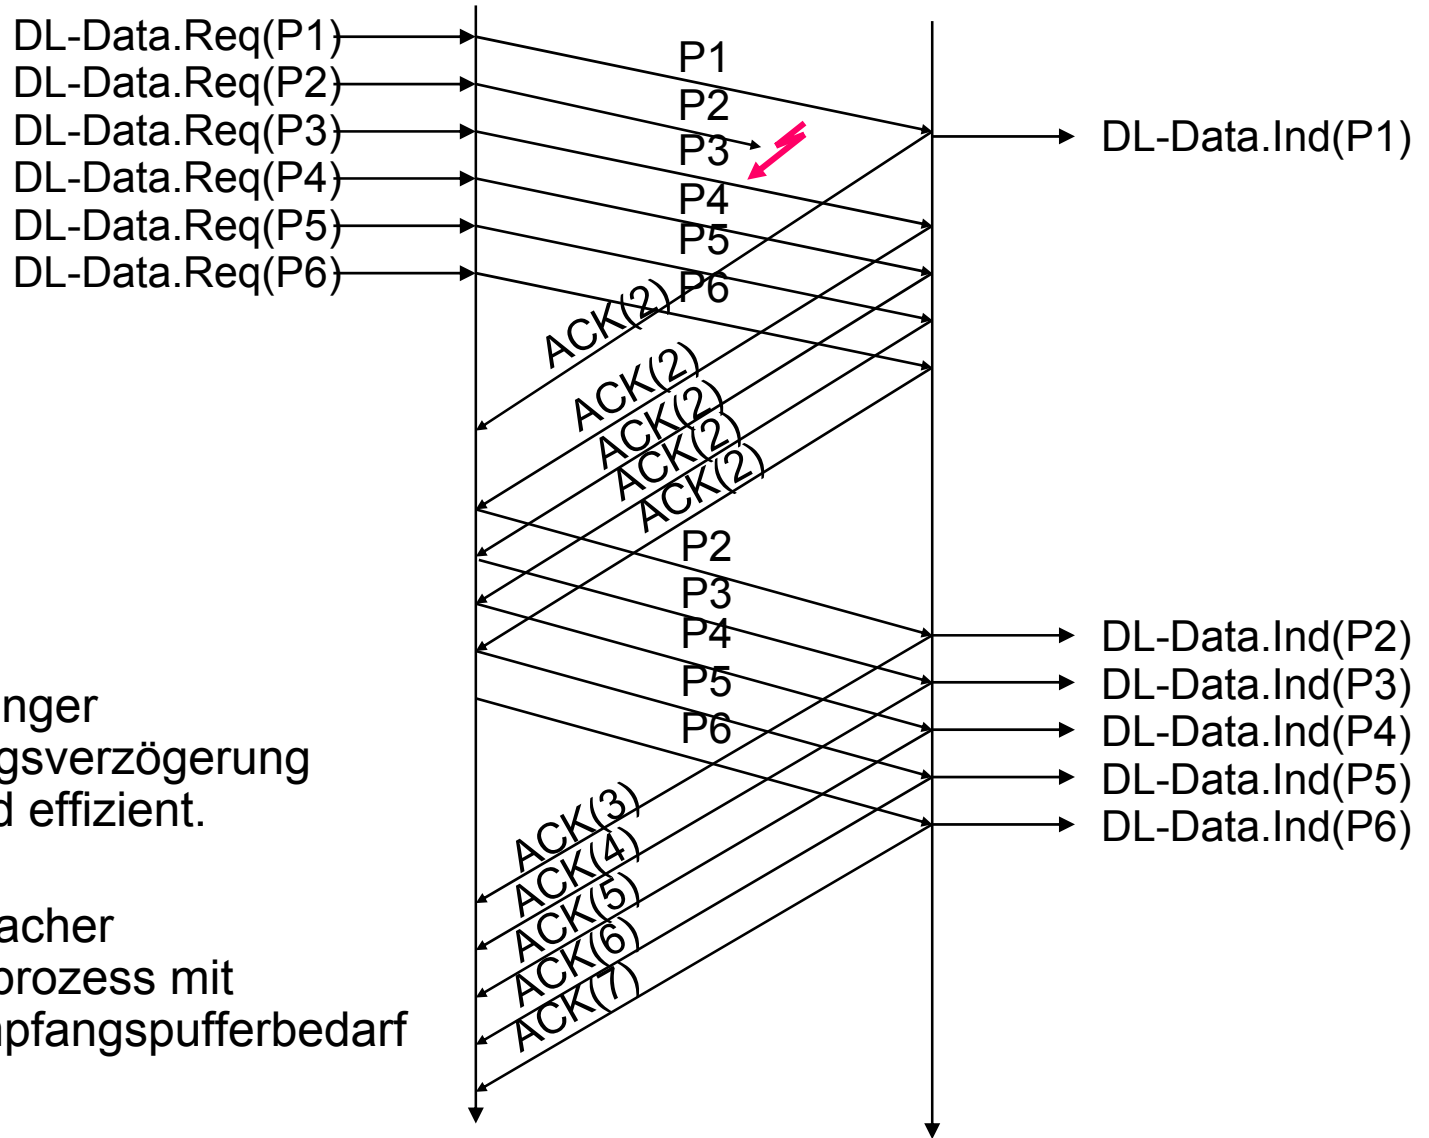 DL-Data.Req(P1)
DL-Data.Req(P2)
DL-Data.Req(P3)
DL-Data.Req(P4)
DL-Data.Req(P5)
DL-Data.Req(P6)
P1
P2
P3
P4
P5
P6
DL-Data.Ind(P1)
ACK(2)
ACK(2)
ACK(2)
ACK(2)
ACK(2)
P2
P3
P4
P5
P6
DL-Data.Ind(P2)
DL-Data.Ind(P3)
DL-Data.Ind(P4)
DL-Data.Ind(P5)
DL-Data.Ind(P6)
nger
gsverzögerung
d effizient.
ACK(3)
ACK(4)
ACK(5)
ACK(6)
ACK(7)
acher
prozess mit
npfangspufferbedarf